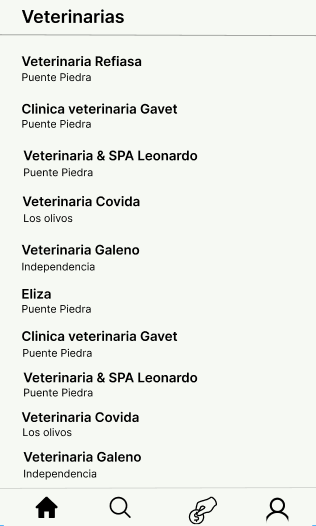 Veterinarias
Veterinaria Refiasa
Puente Piedra
Clinica veterinaria Gavet
Puente Piedra
Veterinaria & SPA Leonardo
Puente Piedra
Veterinaria Covida
Los olivos
Veterinaria Galeno
Independencia
Eliza
Puente Piedra
Clinica veterinaria Gavet
Puente Piedra
Veterinaria & SPA Leonardo
Puente Piedra
Veterinaria Covida
Los olivos
Veterinaria Galeno
Independencia